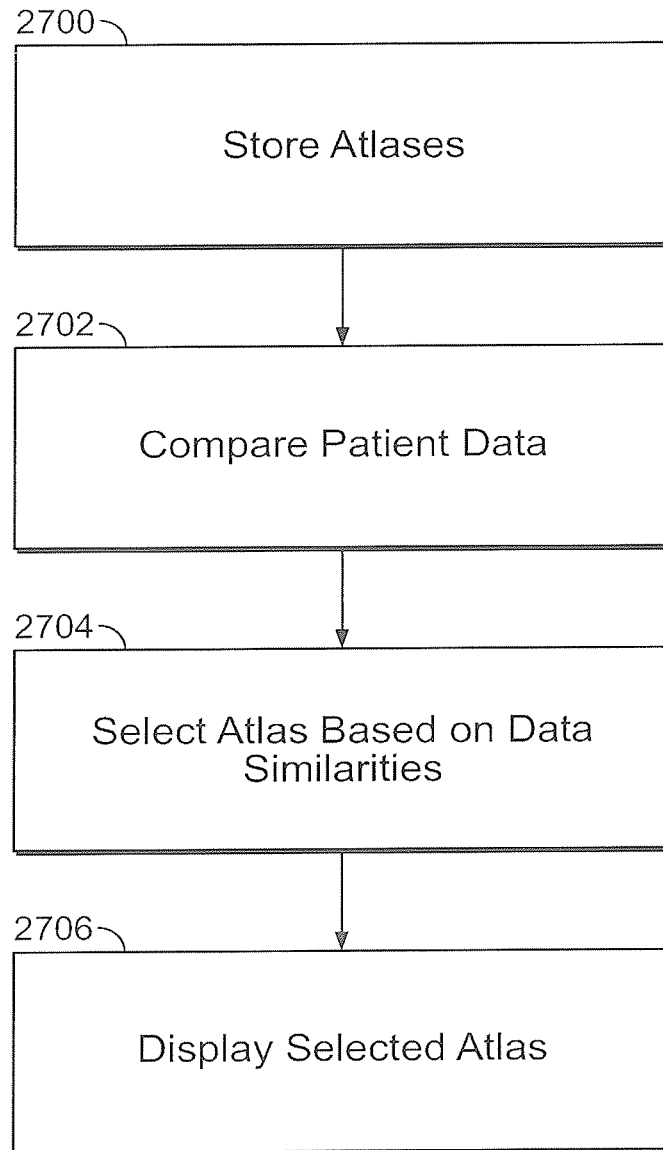 2700
Store Atlases
2702
Compare Patient Data
2704
Select Atlas Based on Data
Similarities
2706
Display Selected Atlas